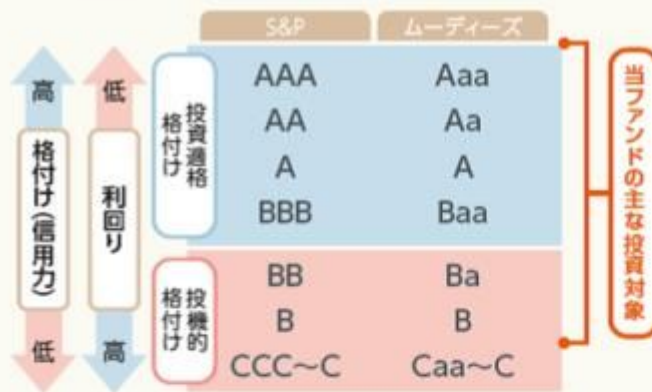 S&P ムーディーズ
高
格付け(信用力)
低
低
利回り
高
投資適格
格付け
AAA Aaa
AA Aa
A A
BBB Baa
投機的
格付け
BB Ba
B B
CCC～C Caa～C
当ファンドの主な投資対象